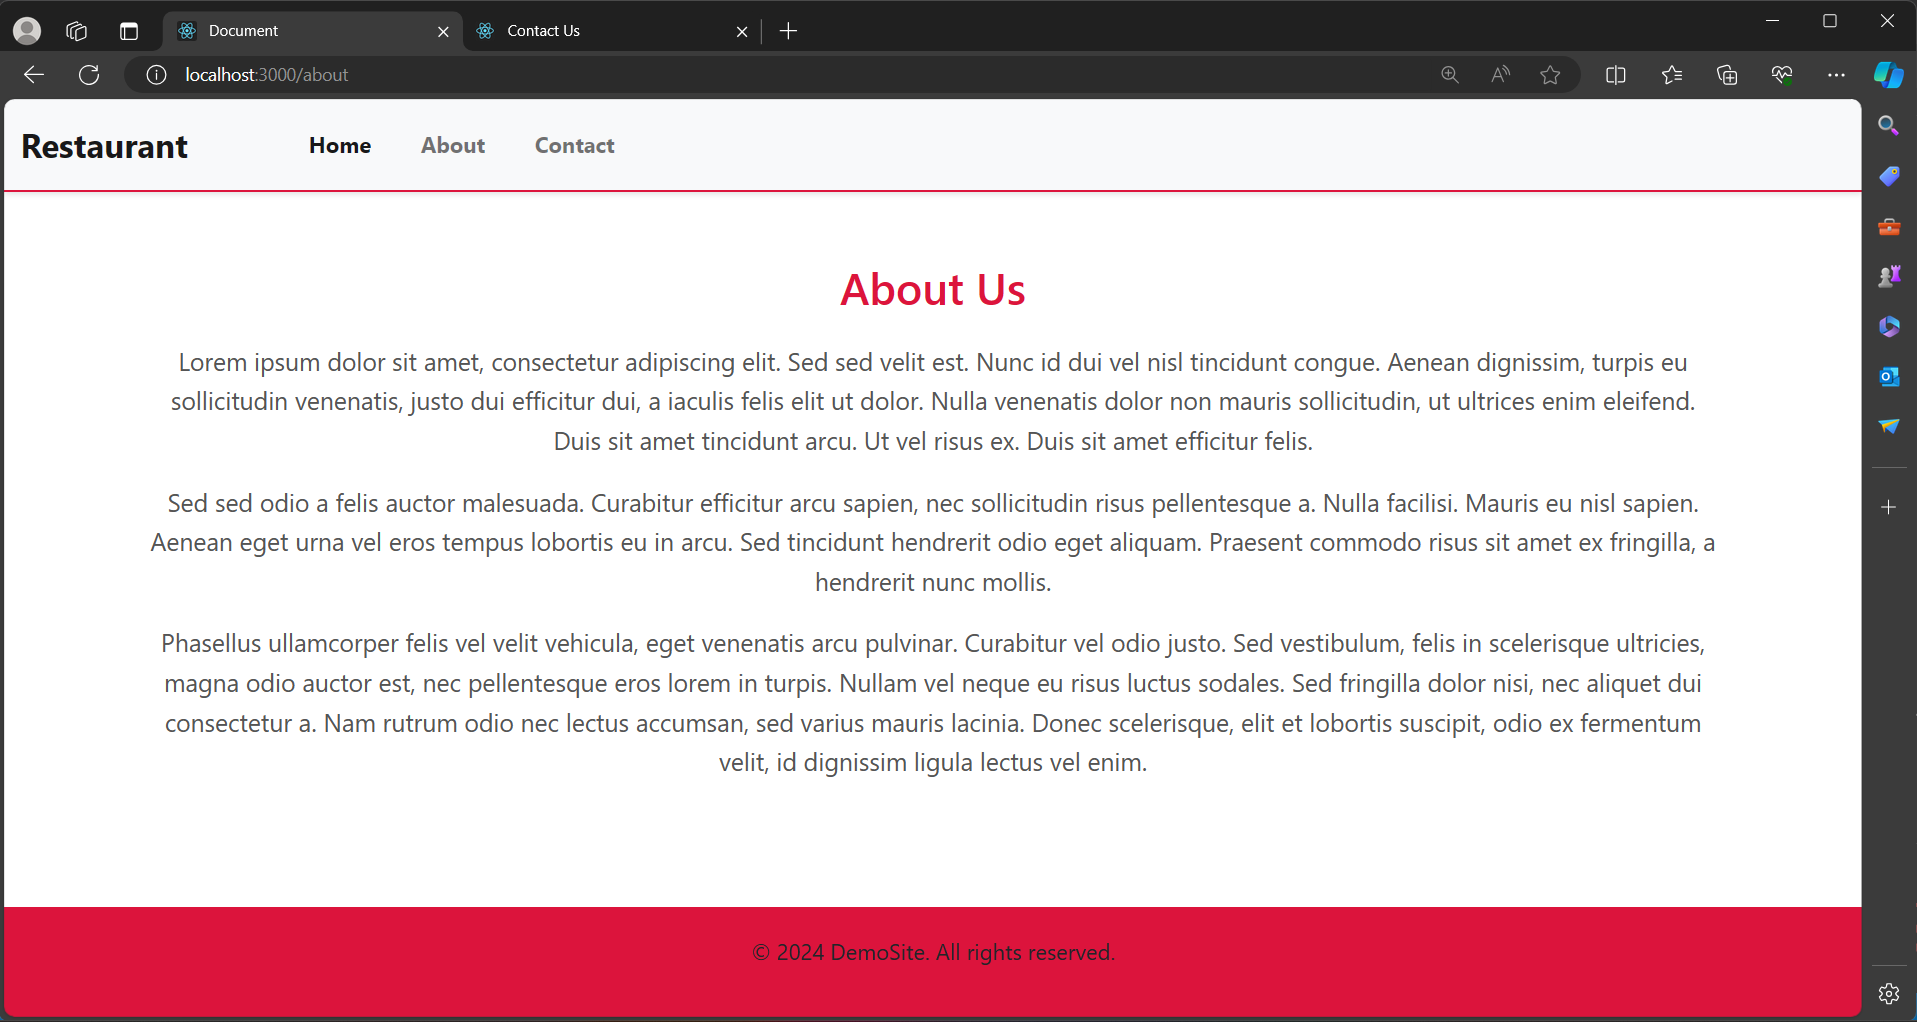 Document
Contact Us
localhost:3000/about
Restaurant
Home
About
Contact
About Us
Lorem ipsum dolor sit amet, consectetur adipiscing elit. Sed sed velit est. Nunc id dui vel nisl tincidunt congue. Aenean dignissim, turpis eu
sollicitudin venenatis, justo dui efficitur dui, a iaculis felis elit ut dolor. Nulla venenatis dolor non mauris sollicitudin, ut ultrices enim eleifend.
Duis sit amet tincidunt arcu. Ut vel risus ex. Duis sit amet efficitur felis.
Sed sed odio a felis auctor malesuada. Curabitur efficitur arcu sapien, nec sollicitudin risus pellentesque a. Nulla facilisi. Mauris eu nisl sapien.
Aenean eget urna vel eros tempus lobortis eu in arcu. Sed tincidunt hendrerit odio eget aliquam. Praesent commodo risus sit amet ex fringilla, a
hendrerit nunc mollis.
Phasellus ullamcorper felis vel velit vehicula, eget venenatis arcu pulvinar. Curabitur vel odio justo. Sed vestibulum, felis in scelerisque ultricies,
magna odio auctor est, nec pellentesque eros lorem in turpis. Nullam vel neque eu risus luctus sodales. Sed fringilla dolor nisi, nec aliquet dui
consectetur a. Nam rutrum odio nec lectus accumsan, sed varius mauris lacinia. Donec scelerisque, elit et lobortis suscipit, odio ex fermentum
velit, id dignissim ligula lectus vel enim.
© 2024 DemoSite. All rights reserved.